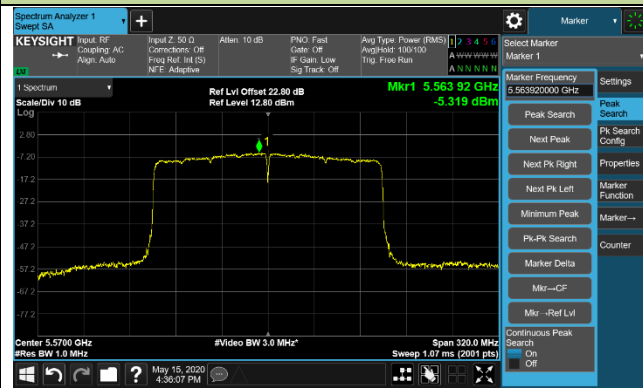 Spectrum Analyzer 1
Swept SA
Marker
KEYSIGHT
Input: RF
Coupling: AC
Align: Auto
Input Z: 50 Ω
Corrections: Off
Freq Ref: Int (S)
NFE: Adaptive
Atten: 10 dB
PNO: Fast
Gate: Off
IF Gain: Low
Sig Track: Off
Avg Type: Power (RMS)
Avg|Hold: 100/100
Trig: Free Run
1 2 3 4 5 6
A W W W W W
A N N N N N
LXI
Select Marker
Marker 1
1 Spectrum
Scale/Div 10 dB
Log
Ref Lvl Offset 22.80 dB
Ref Level 12.80 dBm
Mkr1 5.563 92 GHz
-5.319 dBm
1
2.80
-7.20
-17.2
-27.2
-37.2
-47.2
-57.2
-67.2
-77.2
Center 5.5700 GHz
#Res BW 1.0 MHz
#Video BW 3.0 MHz*
Span 320.0 MHz
Sweep 1.07 ms (2001 pts)
Marker Frequency
5.563920000 GHz
Peak Search
Next Peak
Next Pk Right
Next Pk Left
Minimum Peak
Pk-Pk Search
Marker Delta
Mkr→CF
Mkr→Ref Lvl
Continuous Peak
Search
On
Off
Settings
Peak
Search
Pk Search
Config
Properties
Marker
Function
Marker→
Counter
?
May 15, 2020
4:36:07 PM